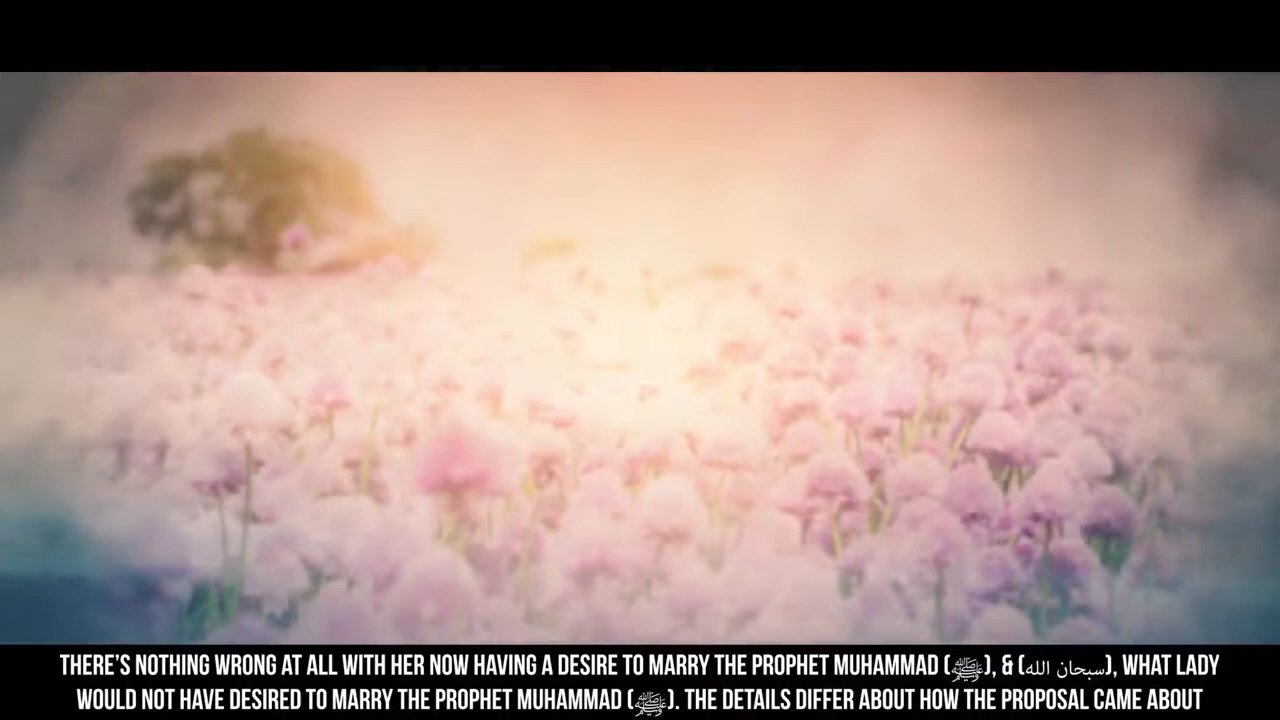 THERE'S NOTHING WRONG AT ALL WITH HER NOW HAVING A DESIRE TO MARRY THE PROPHET MUHAMMAD (ﷺ), & (سبحان الله), WHAT LADY
WOULD NOT HAVE DESIRED TO MARRY THE PROPHET MUHAMMAD (ﷺ). THE DETAILS DIFFER ABOUT HOW THE PROPOSAL CAME ABOUT